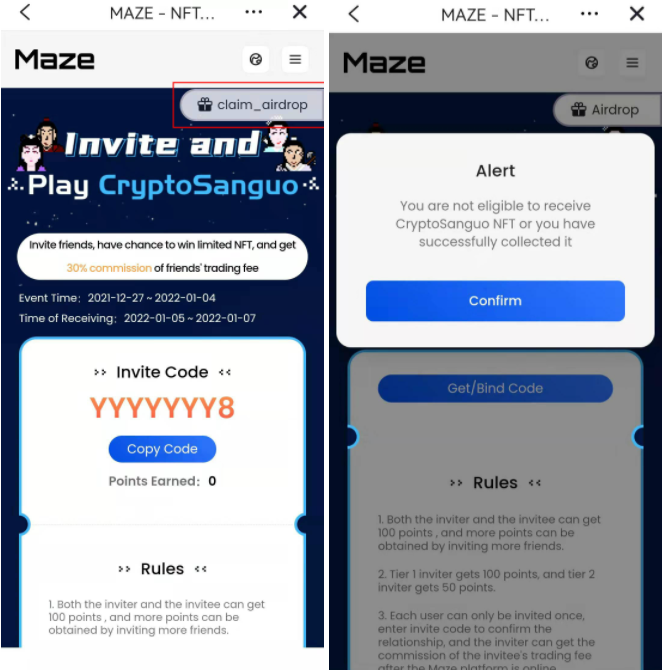 MAZE - NFT...
Maze
claim_airdrop
Invite and
Play CryptoSanguo
Invite friends, have chance to win limited NFT, and get
30% commission of friends' trading fee
Event Time: 2021-12-27 ~ 2022-01-04
Time of Receiving: 2022-01-05 ~ 2022-01-07
>> Invite Code <<
YYYYYYY8
Copy Code
Points Earned: 0
>> Rules <<
1. Both the inviter and the invitee can get
100 points , and more points can be
obtained by inviting more friends.
MAZE - NFT...
Maze
Airdrop
Alert
You are not eligible to receive
CryptoSanguo NFT or you have
successfully collected it
Confirm
Get/Bind Code
>> Rules <<
1. Both the inviter and the invitee can get
100 points , and more points can be
obtained by inviting more friends.
2. Tier 1 inviter gets 100 points, and tier 2
inviter gets 50 points.
3. Each user can only be invited once,
enter invite code to confirm the
relationship, and the inviter can get the
commission of the invitee's trading fee
after the Maze platform is online